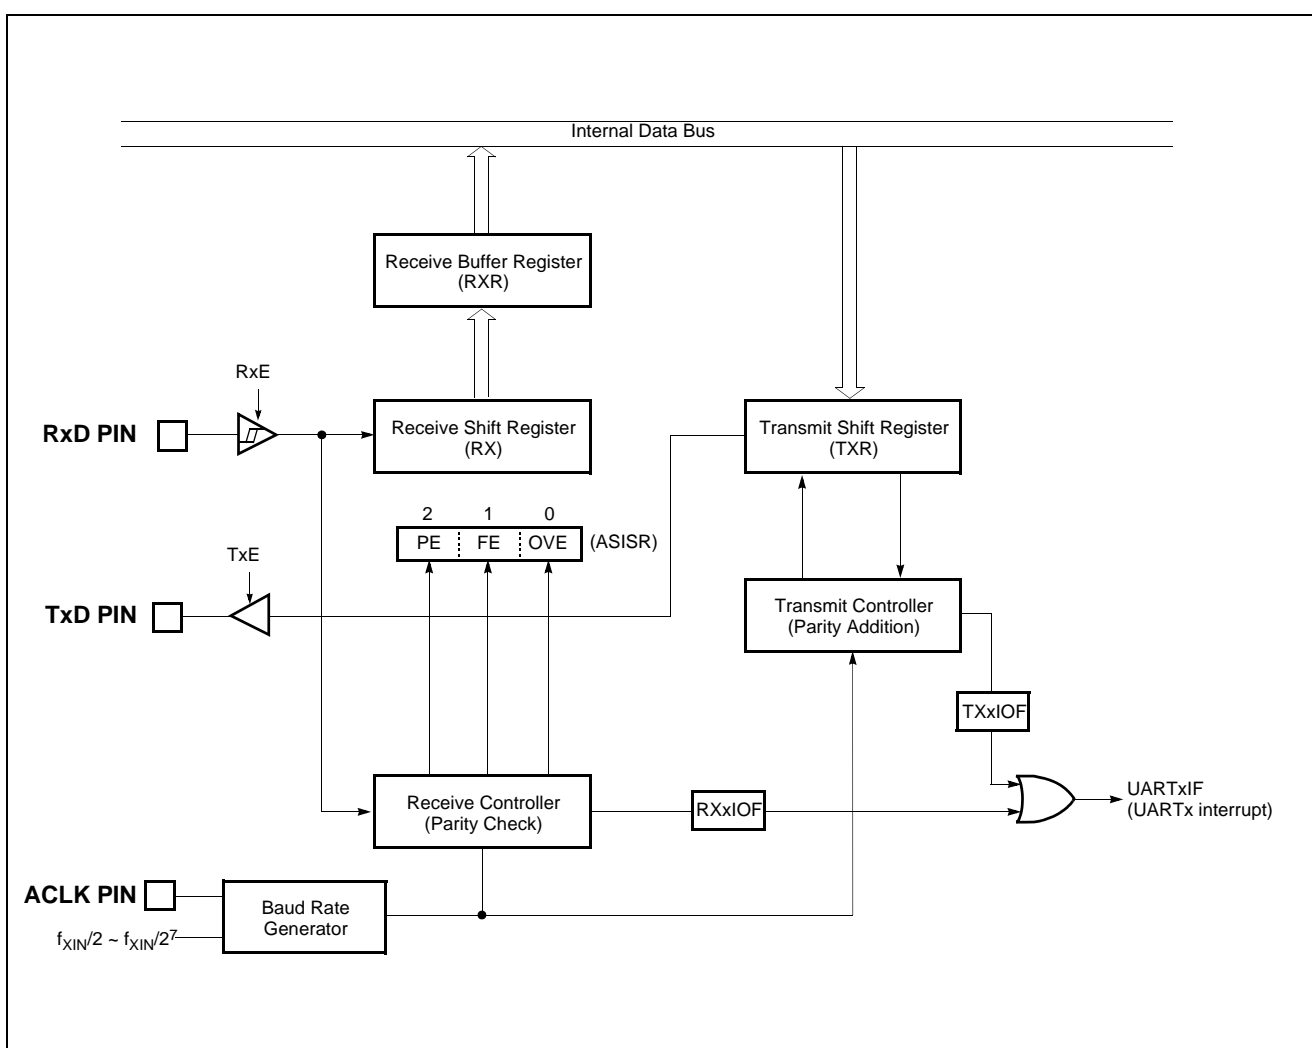 Internal Data Bus
Receive Buffer Register
(RXR)
RxE
RxD PIN
Receive Shift Register
(RX)
Transmit Shift Register
(TXR)
2 1 0
PE FE OVE (ASISR)
TxE
TxD PIN
Transmit Controller
(Parity Addition)
TXxIOF
Receive Controller
(Parity Check)
RXxIOF
UARTxIF
(UARTx interrupt)
ACLK PIN
Baud Rate
Generator
fXIN/2 ~ fXIN/2⁷